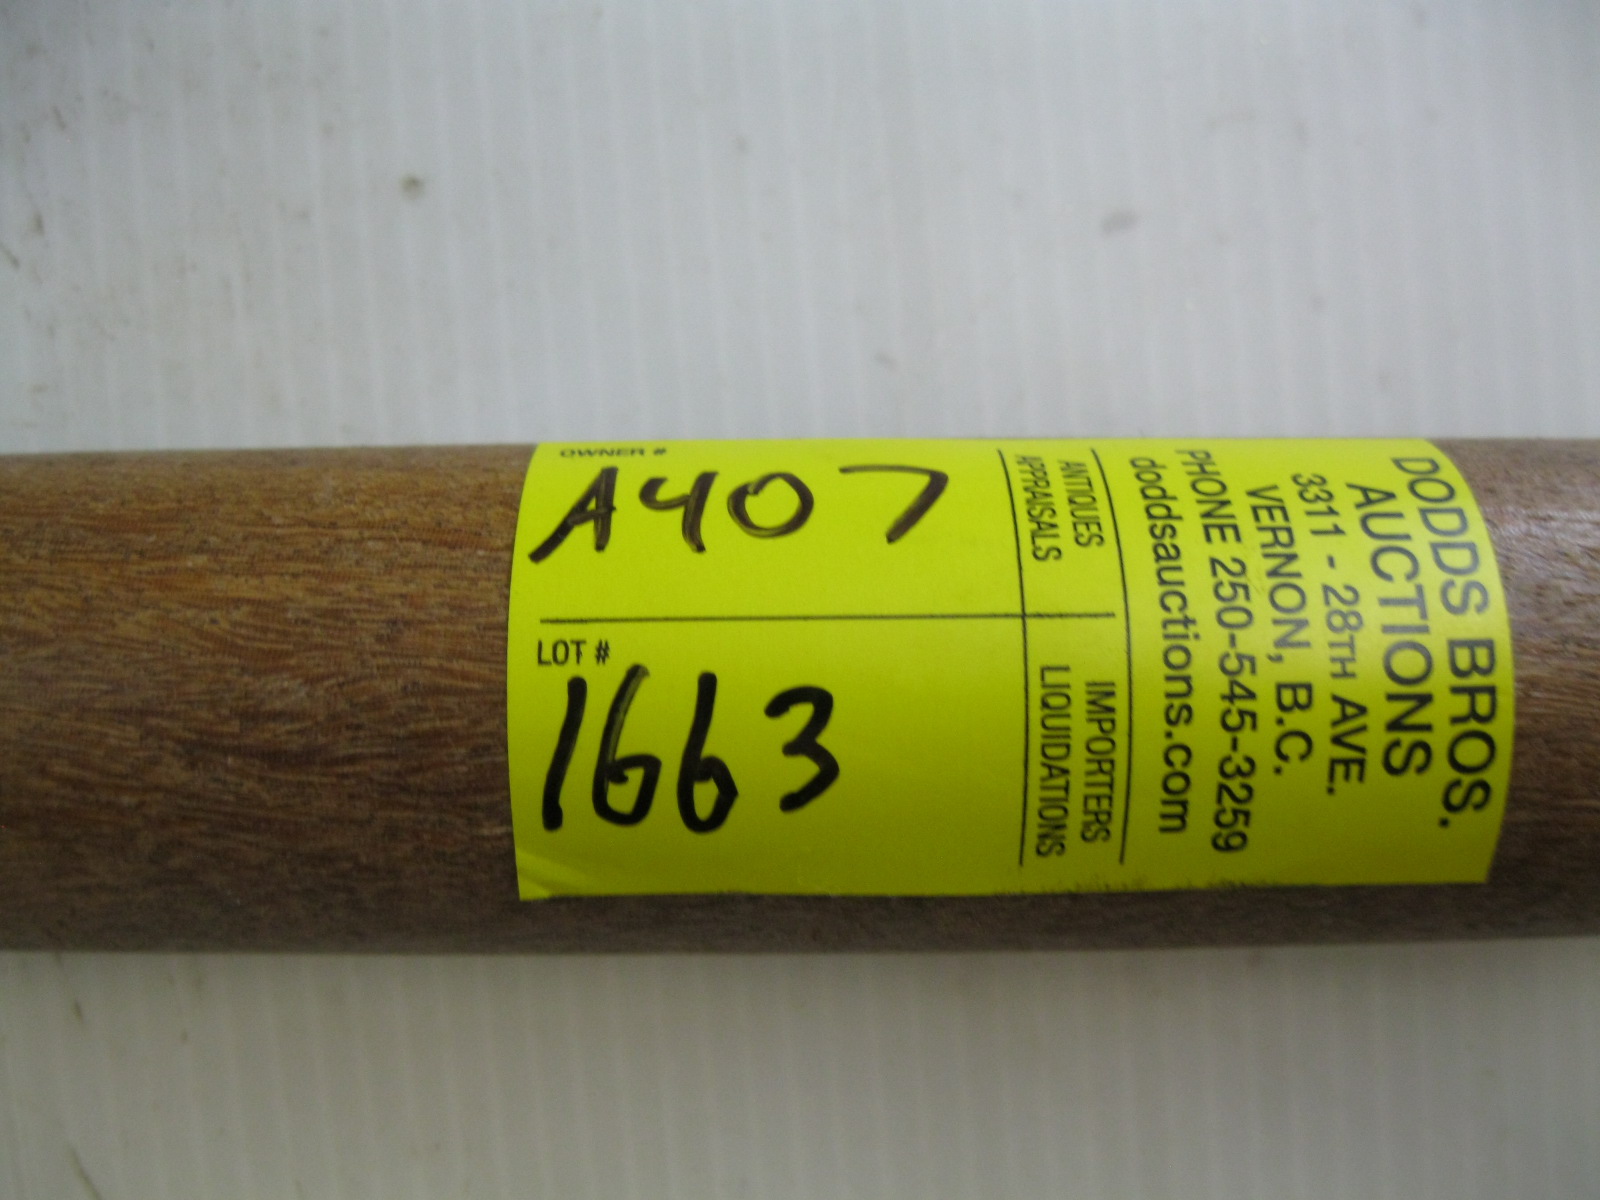 DODDS BROS.
AUCTIONS
3311 - 28TH AVE.
VERNON, B.C.
PHONE 250-545-3259
doddsauctions.com
ANTIQUES
APPRAISALS
IMPORTERS
LIQUIDATIONS
OWNER #
A407
LOT #
1663